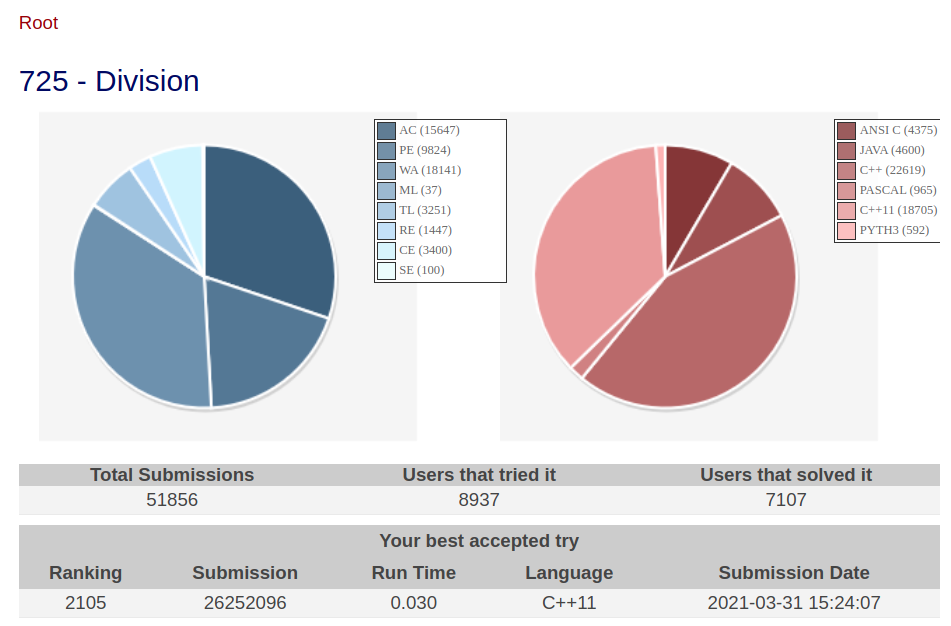 Root
725 - Division
AC (15647)
PE (9824)
WA (18141)
ML (37)
TL (3251)
RE (1447)
CE (3400)
SE (100)
ANSI C (4375)
JAVA (4600)
C++ (22619)
PASCAL (965)
C++11 (18705)
PYTH3 (592)
Total Submissions Users that tried it Users that solved it
51856 8937 7107
Your best accepted try
Ranking Submission Run Time Language Submission Date
2105 26252096 0.030 C++11 2021-03-31 15:24:07